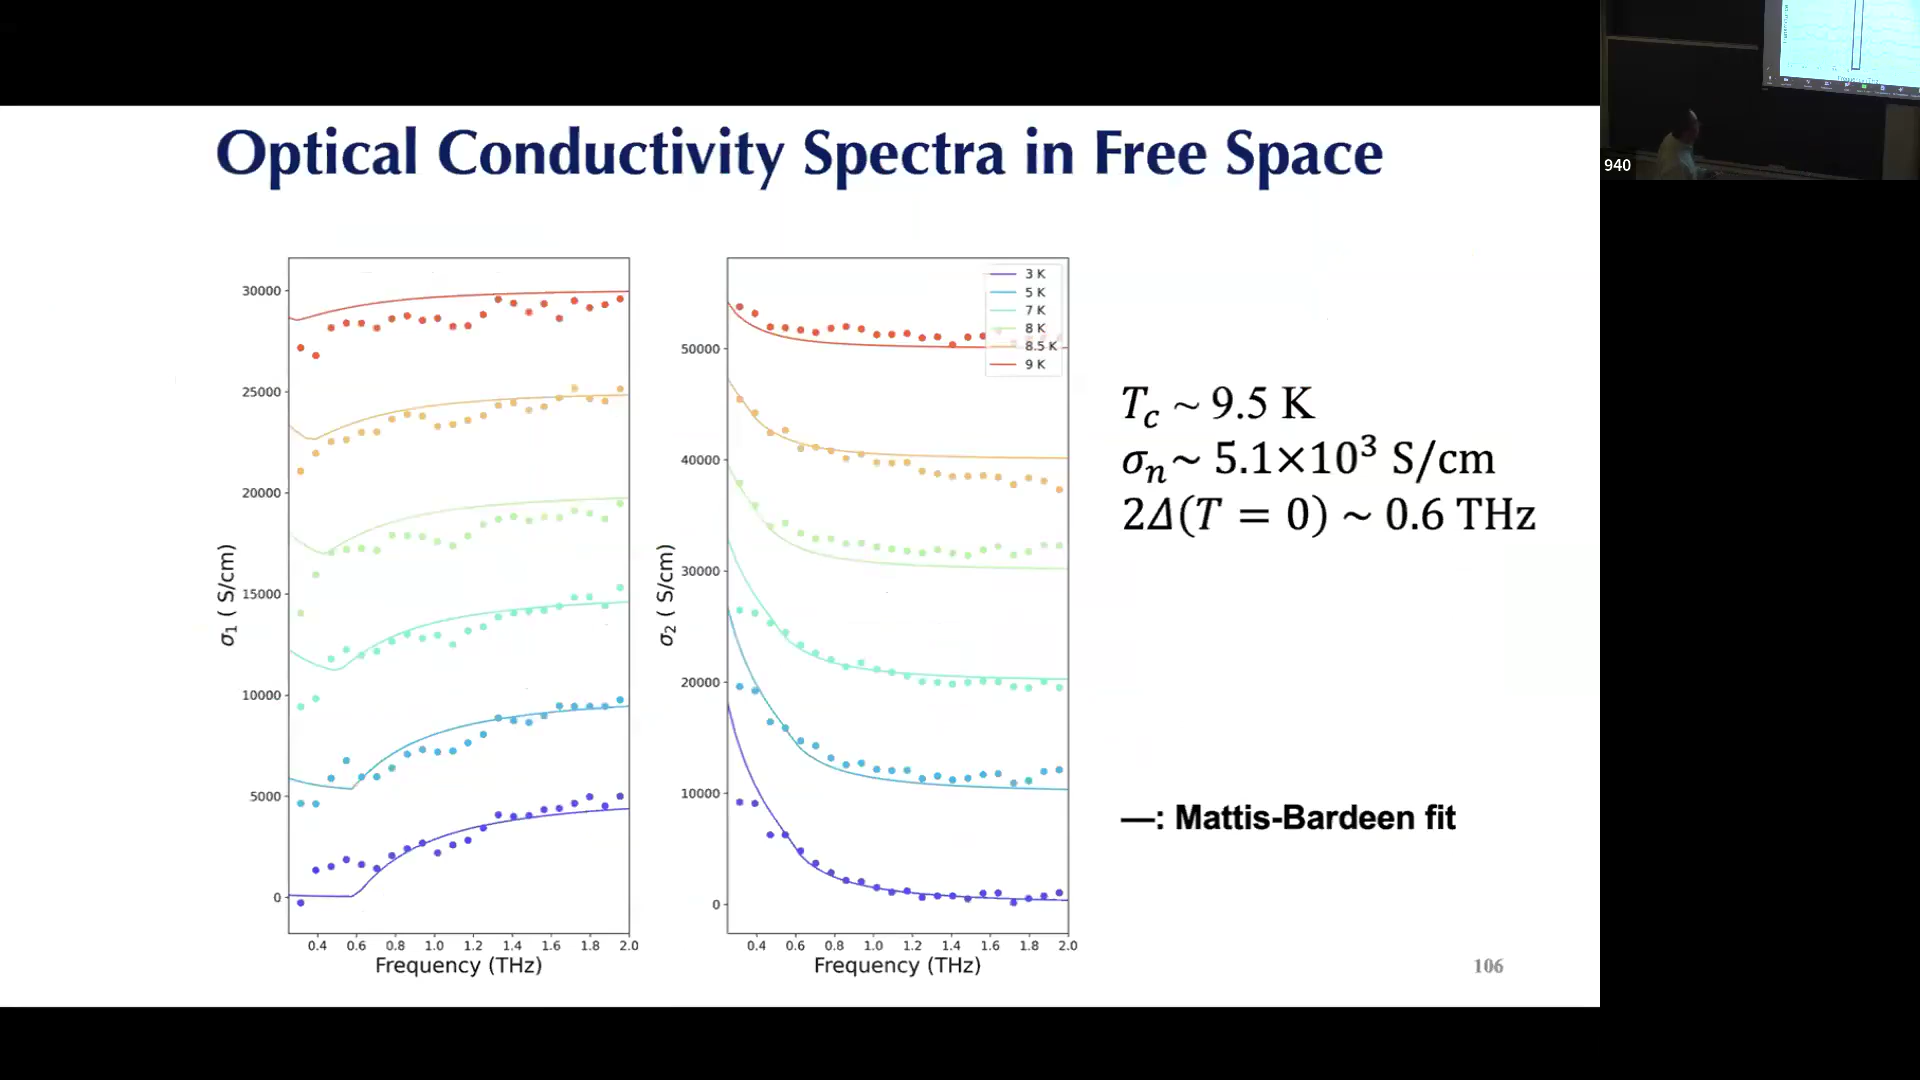 Optical Conductivity Spectra in Free Space
30000
25000
20000
15000
10000
5000
0
σ₁ ( S/cm)
0.4 0.6 0.8 1.0 1.2 1.4 1.6 1.8 2.0
Frequency (THz)
50000
40000
30000
20000
10000
0
σ₂ ( S/cm)
0.4 0.6 0.8 1.0 1.2 1.4 1.6 1.8 2.0
Frequency (THz)
3 K
5 K
7 K
8 K
8.5 K
9 K
T_c ~ 9.5 K
σ_n ~ 5.1×10³ S/cm
2Δ(T = 0) ~ 0.6 THz
—: Mattis-Bardeen fit
106
940